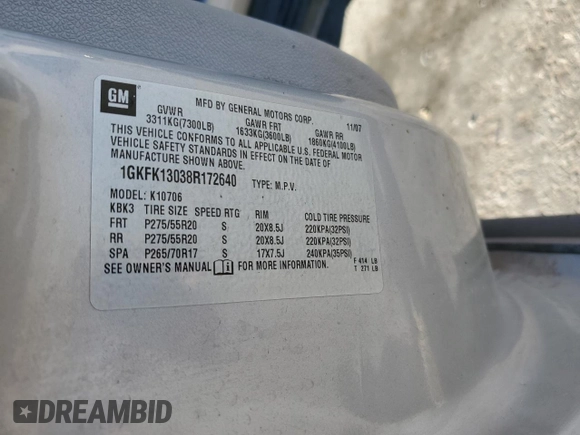 GM
MFD BY GENERAL MOTORS CORP. 11/07
GVWR GAWR FRT GAWR RR
3311KG(7300LB) 1633KG(3600LB) 1860KG(4100LB)
THIS VEHICLE CONFORMS TO ALL APPLICABLE U.S. FEDERAL MOTOR
VEHICLE SAFETY STANDARDS IN EFFECT ON THE DATE OF
MANUFACTURE SHOWN ABOVE.
1GKFK13038R172640 TYPE: M.P.V.
MODEL: K10706
KBK3 TIRE SIZE SPEED RTG RIM COLD TIRE PRESSURE
FRT P275/55R20 S 20X8.5J 220KPA(32PSI)
RR P275/55R20 S 20X8.5J 220KPA(32PSI)
SPA P265/70R17 S 17X7.5J 240KPA(35PSI)
SEE OWNER'S MANUAL FOR MORE INFORMATION.
F 414 LB
T 271 LB
DREAMBID